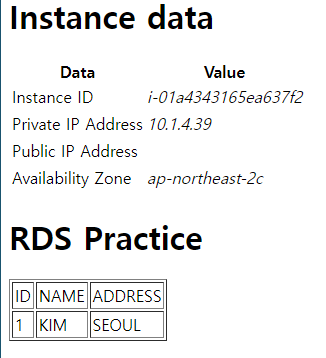 Instance data
Data Value
Instance ID i-01a4343165ea637f2
Private IP Address 10.1.4.39
Public IP Address
Availability Zone ap-northeast-2c
RDS Practice
ID NAME ADDRESS
1 KIM SEOUL